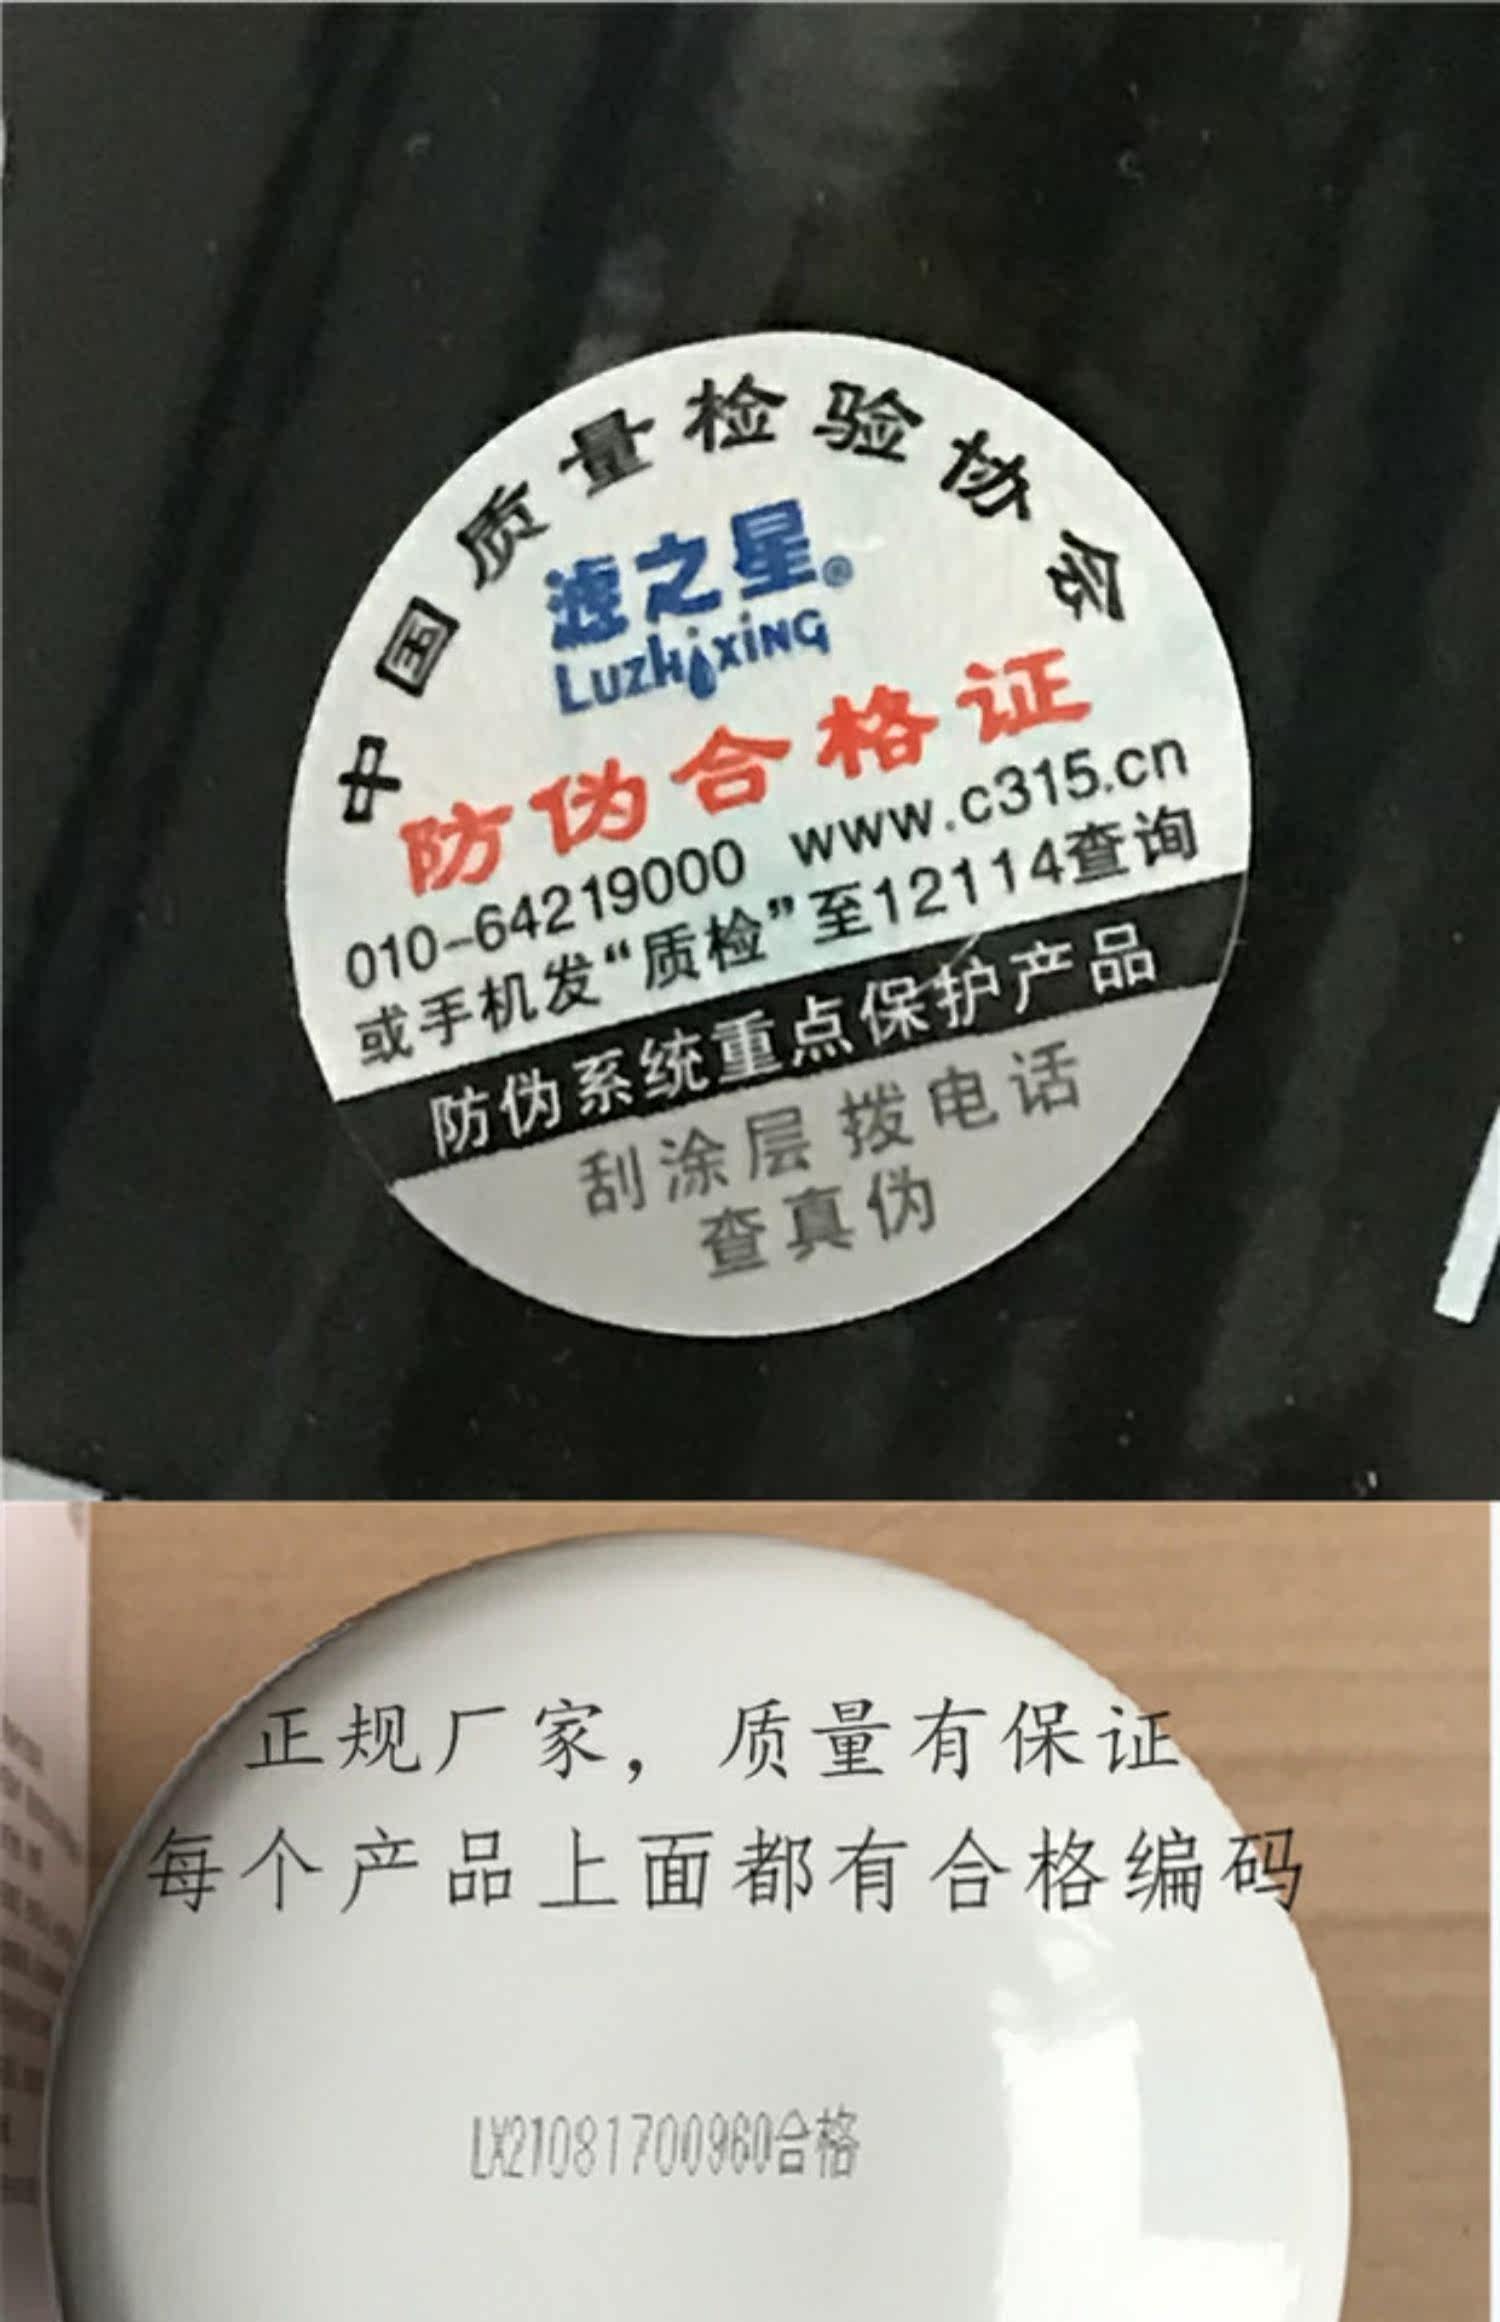 中国质量检验协会
滤之星®
Luzhixing
防伪合格证
010-64219000 www.c315.cn
或手机发“质检”至12114查询
防伪系统重点保护产品
刮涂层 拨电话
查真伪
正规厂家，质量有保证
每个产品上面都有合格编码
LX21081700960合格